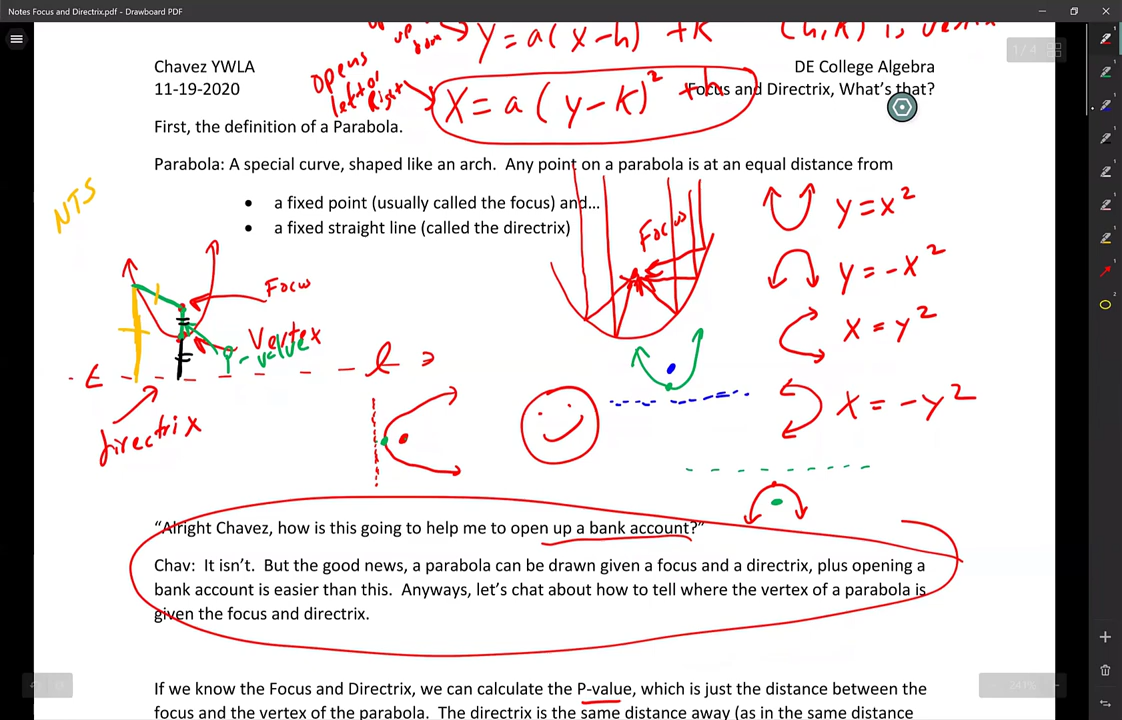 Notes Focus and Directrix.pdf - Drawboard PDF
y = a(x-h) + K
(h,k) is vertex
1/4
Chavez YWLA
DE College Algebra
11-19-2020
Focus and Directrix, What's that?
opens
left or
Right
x = a(y-k)² + h
First, the definition of a Parabola.
Parabola: A special curve, shaped like an arch. Any point on a parabola is at an equal distance from
• a fixed point (usually called the focus) and…
• a fixed straight line (called the directrix)
NTS
Focus
y = x²
y = -x²
x = y²
x = -y²
Focus
Vertex
P-value
directrix
"Alright Chavez, how is this going to help me to open up a bank account?"
Chav: It isn't. But the good news, a parabola can be drawn given a focus and a directrix, plus opening a
bank account is easier than this. Anyways, let's chat about how to tell where the vertex of a parabola is
given the focus and directrix.
241%
If we know the Focus and Directrix, we can calculate the P-value, which is just the distance between the
focus and the vertex of the parabola. The directrix is the same distance away (as in the same distance